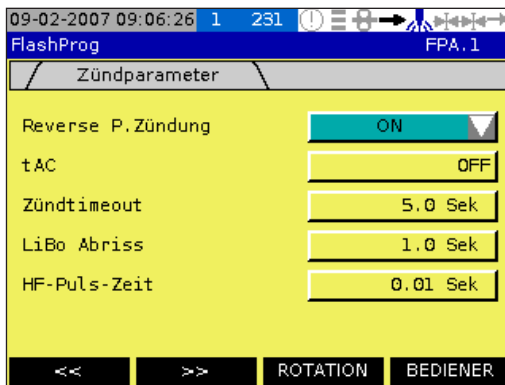 09-02-2007 09:06:26 1 231
FlashProg FPA.1
Zündparameter
Reverse P.Zündung ON
tAC OFF
Zündtimeout 5.0 Sek
LiBo Abriss 1.0 Sek
HF-Puls-Zeit 0.01 Sek
<< >> ROTATION BEDIENER